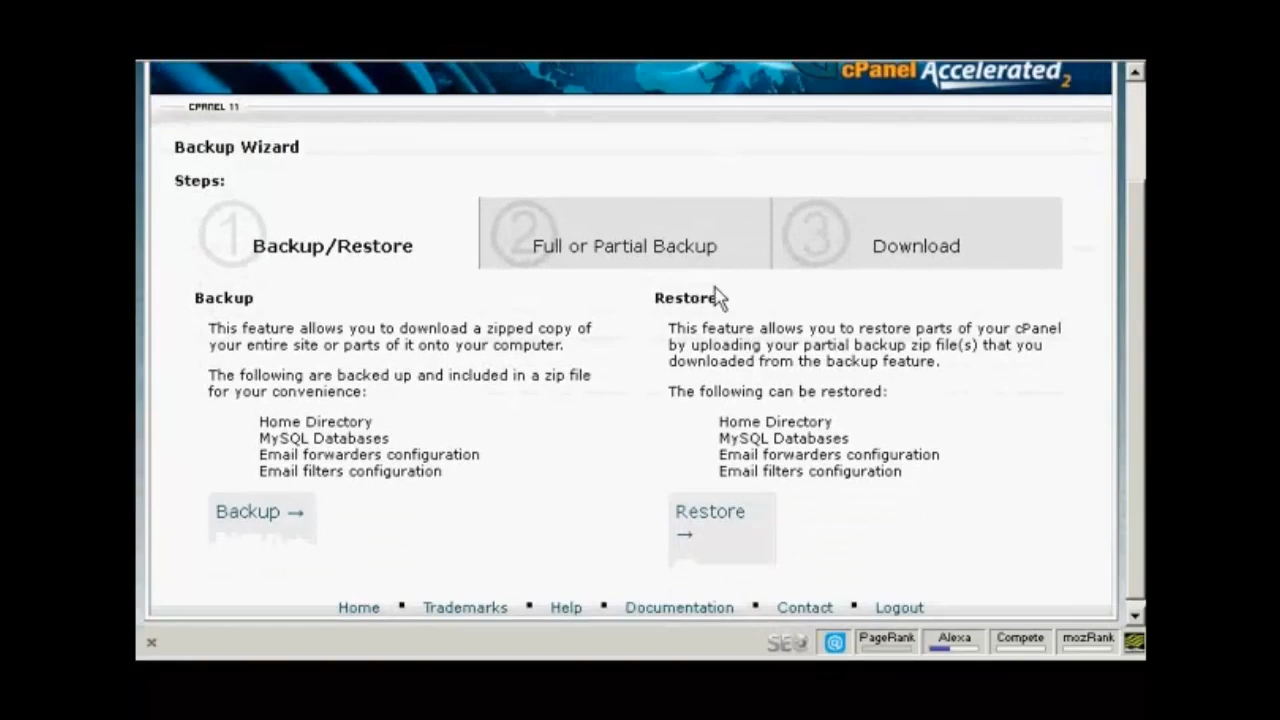 cPanel Accelerated2
CPANEL 11
Backup Wizard
Steps:
1 Backup/Restore
2 Full or Partial Backup
3 Download
Backup
This feature allows you to download a zipped copy of
your entire site or parts of it onto your computer.
The following are backed up and included in a zip file
for your convenience:
Home Directory
MySQL Databases
Email forwarders configuration
Email filters configuration
Backup →
Restore
This feature allows you to restore parts of your cPanel
by uploading your partial backup zip file(s) that you
downloaded from the backup feature.
The following can be restored:
Home Directory
MySQL Databases
Email forwarders configuration
Email filters configuration
Restore
→
Home ▪ Trademarks ▪ Help ▪ Documentation ▪ Contact ▪ Logout
SEO PageRank Alexa Compete mozRank